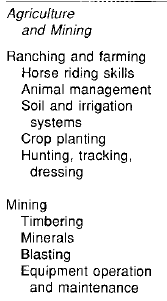 Agriculture
and Mining
Ranching and farming
Horse riding skills
Animal management
Soil and irrigation
systems
Crop planting
Hunting, tracking,
dressing
Mining
Timbering
Minerals
Blasting
Equipment operation
and maintenance